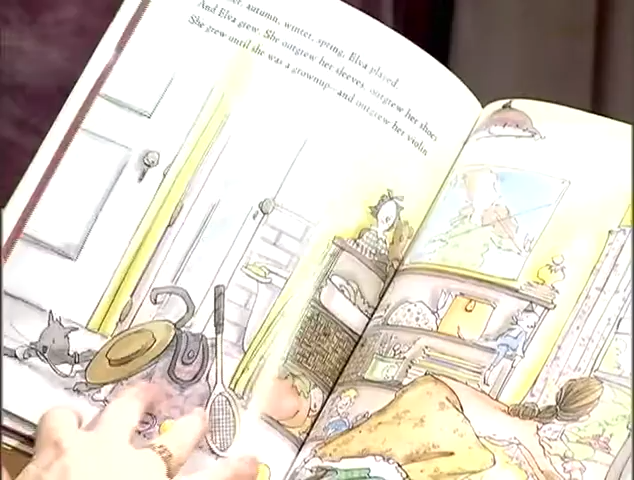 autumn, winter, spring, Elva played.
And Elva grew. She outgrew her sleeves, outgrew her shoes
She grew until she was a grownup—and outgrew her violin